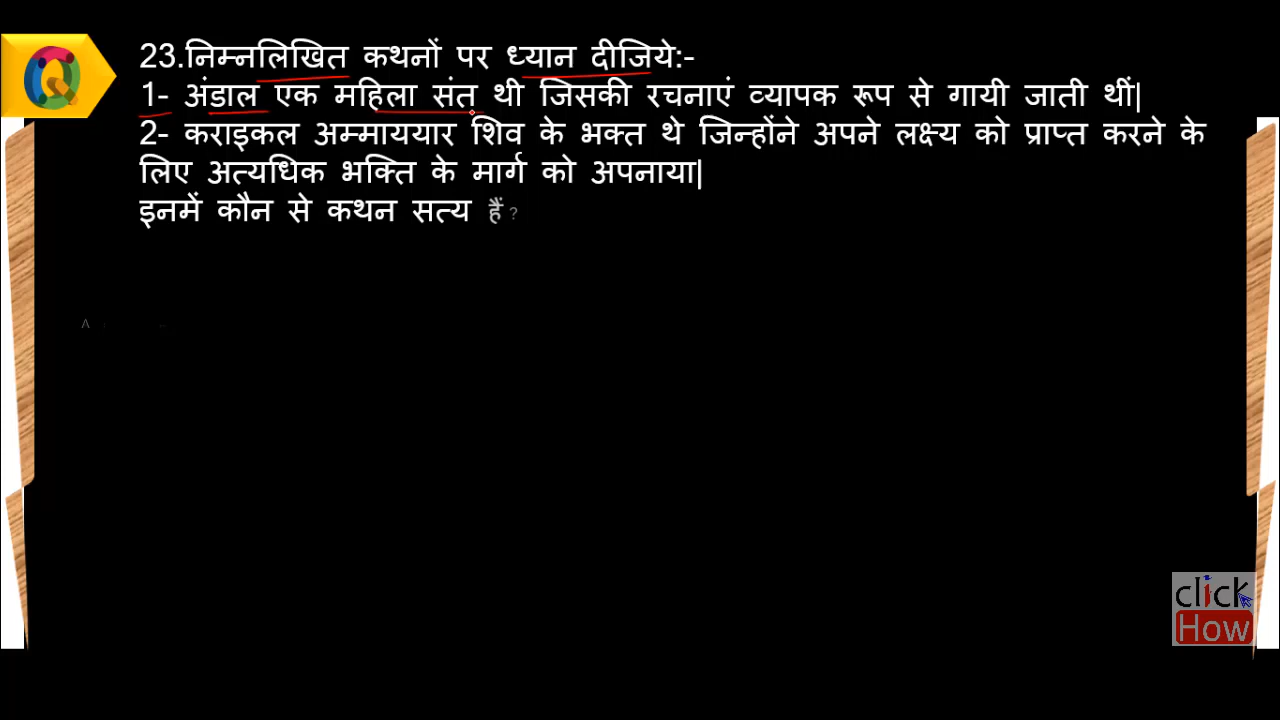 23.निम्नलिखित कथनों पर ध्यान दीजिये:-
1- अंडाल एक महिला संत थी जिसकी रचनाएं व्यापक रूप से गायी जाती थीं|
2- कराइकल अम्माययार शिव के भक्त थे जिन्होंने अपने लक्ष्य को प्राप्त करने के
लिए अत्यधिक भक्ति के मार्ग को अपनाया|
इनमें कौन से कथन सत्य हैं?
click
How